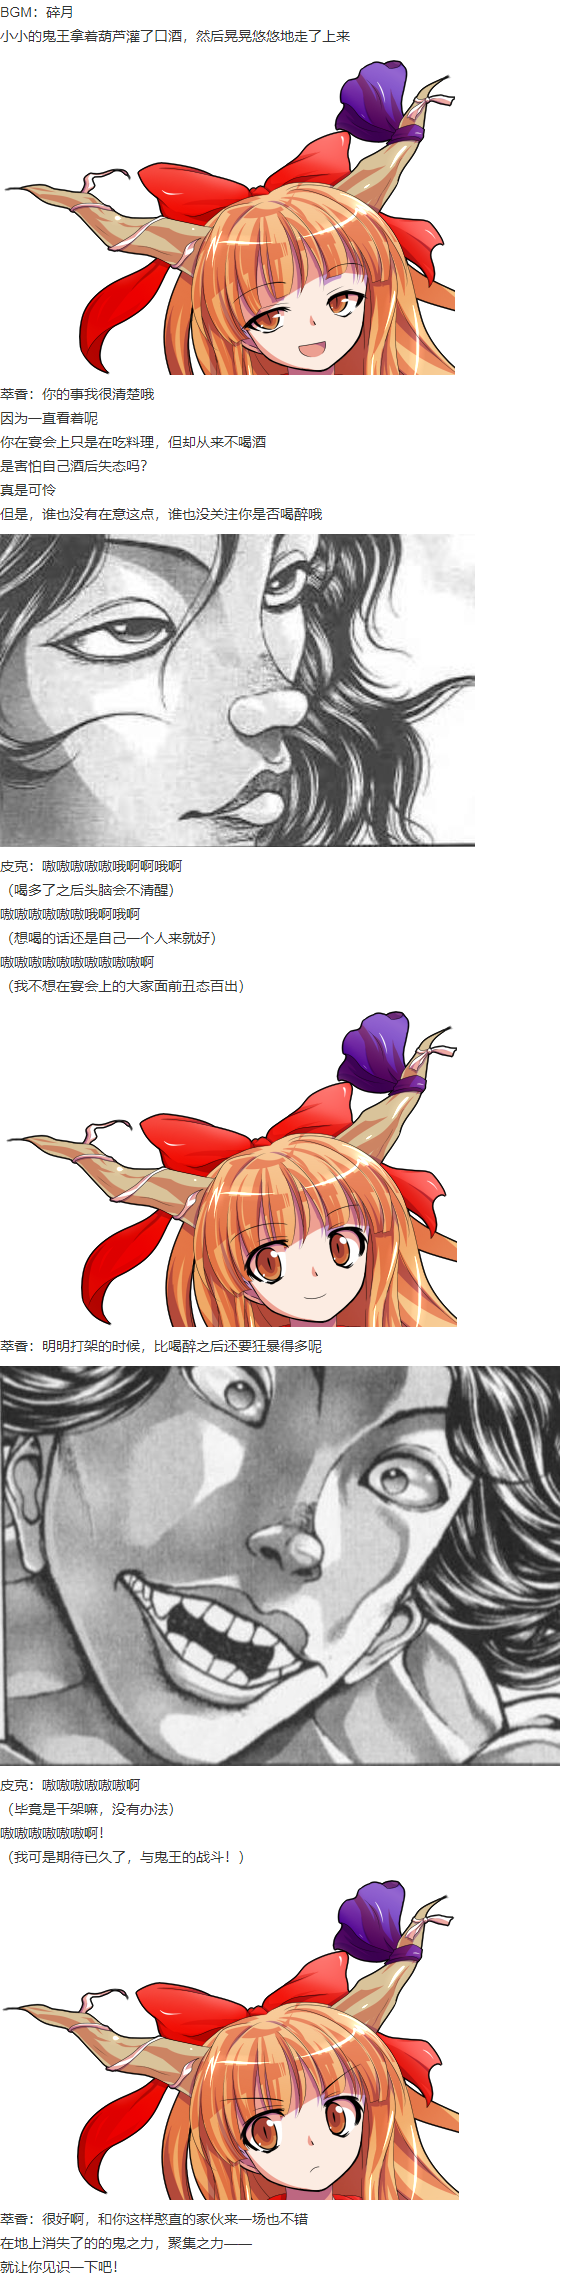 BGM：碎月
小小的鬼王拿着葫芦灌了口酒，然后晃晃悠悠地走了上来
萃香：你的事我很清楚哦
因为一直看着呢
你在宴会上只是在吃料理，但却从来不喝酒
是害怕自己酒后失态吗？
真是可怜
但是，谁也没有在意这点，谁也没关注你是否喝醉哦
皮克：嗷嗷嗷嗷嗷哦啊啊哦啊
（喝多了之后头脑会不清醒）
嗷嗷嗷嗷嗷嗷哦啊哦啊
（想喝的话还是自己一个人来就好）
嗷嗷嗷嗷嗷嗷嗷嗷嗷嗷啊
（我不想在宴会上的大家面前丑态百出）
萃香：明明打架的时候，比喝醉之后还要狂暴得多呢
皮克：嗷嗷嗷嗷嗷嗷啊
（毕竟是干架嘛，没有办法）
嗷嗷嗷嗷嗷嗷啊！
（我可是期待已久了，与鬼王的战斗！）
萃香：很好啊，和你这样憨直的家伙来一场也不错
在地上消失了的的鬼之力，聚集之力——
就让你见识一下吧！